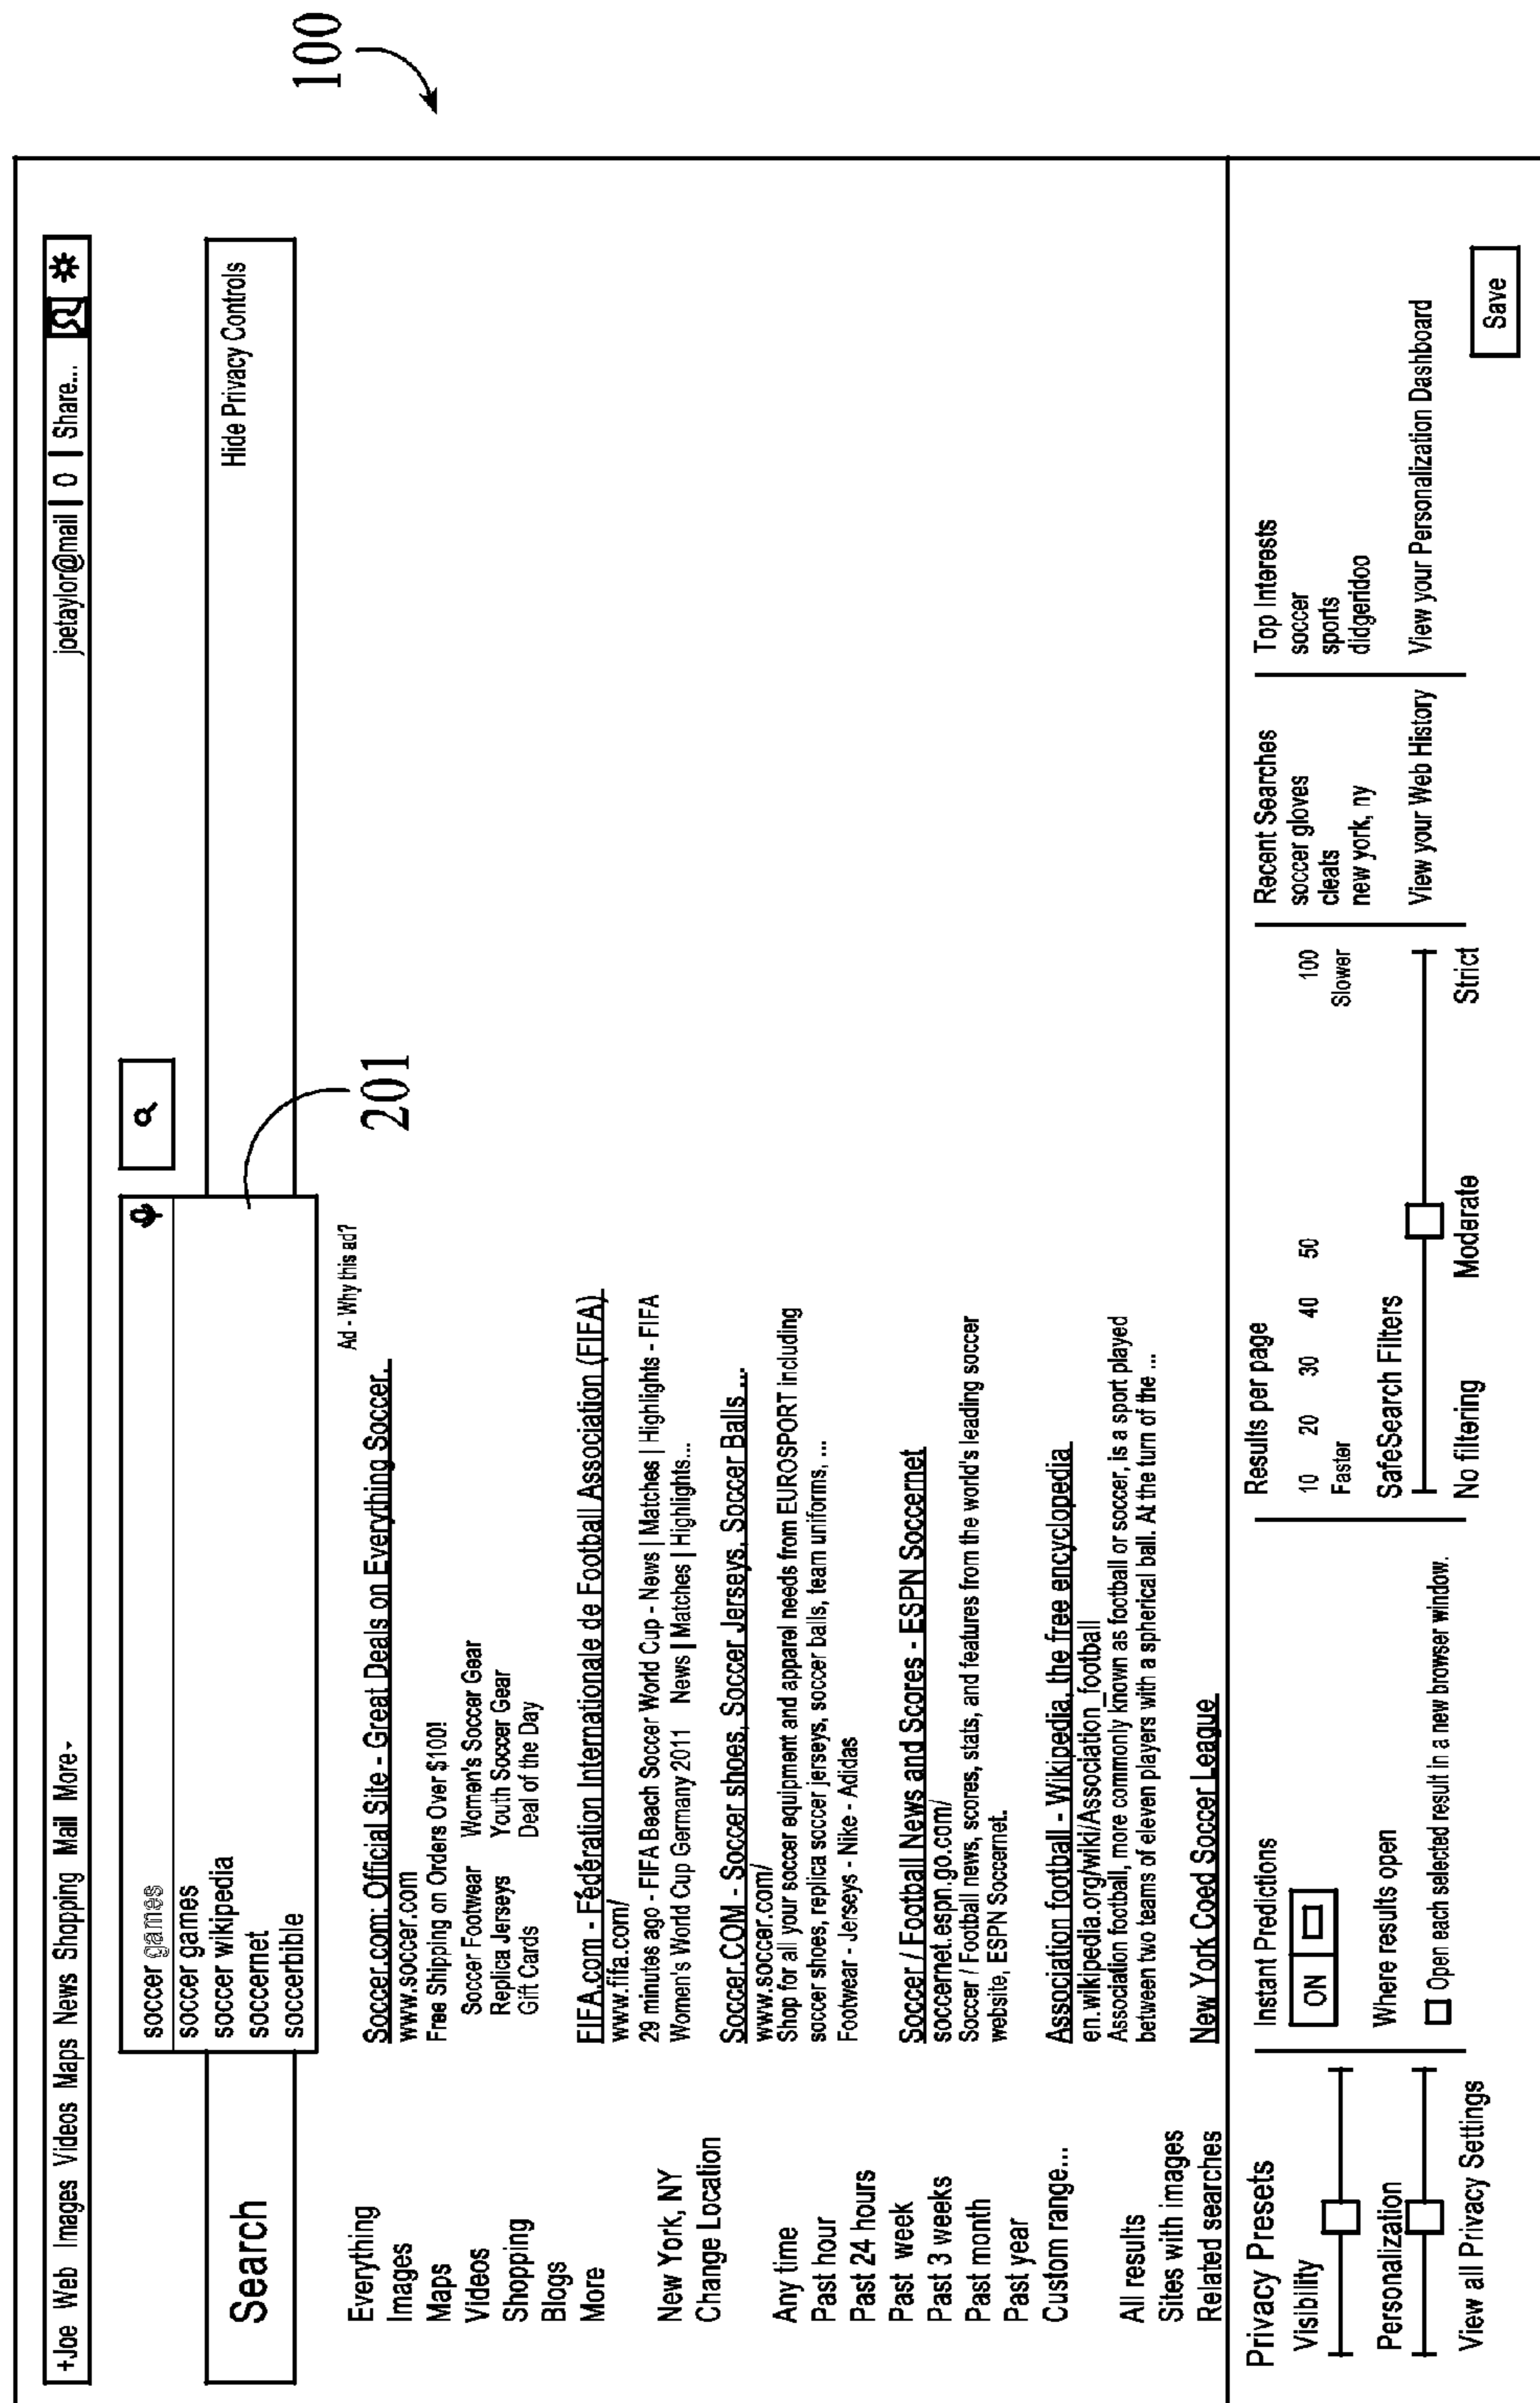 100
+Joe Web Images Videos Maps News Shopping Mail More
joetaylor@mail | 0 | Share...
soccer games
soccer games
soccer wikipedia
soccernet
soccerbible
Search
Hide Privacy Controls
201
Everything
Images
Maps
Videos
Shopping
Blogs
More
New York, NY
Change Location
Any time
Past hour
Past 24 hours
Past week
Past 3 weeks
Past month
Past year
Custom range...
All results
Sites with images
Related searches
Ad - Why this ad?
Soccer.com: Official Site - Great Deals on Everything Soccer.
www.soccer.com
Free Shipping on Orders Over $100!
Soccer Footwear Women's Soccer Gear
Replica Jerseys Youth Soccer Gear
Gift Cards Deal of the Day
FIFA.com - Fédération Internationale de Football Association (FIFA)
www.fifa.com/
29 minutes ago - FIFA Beach Soccer World Cup - News | Matches | Highlights - FIFA
Women's World Cup Germany 2011 News | Matches | Highlights...
Soccer.COM - Soccer shoes, Soccer Jerseys, Soccer Balls ...
www.soccer.com/
Shop for all your soccer equipment and apparel needs from EUROSPORT including
soccer shoes, replica soccer jerseys, soccer balls, team uniforms, ...
Footwear - Jerseys - Nike - Adidas
Soccer / Football News and Scores - ESPN Soccernet
soccernet.espn.go.com/
Soccer / Football news, scores, stats, and features from the world's leading soccer
website, ESPN Soccernet.
Association football - Wikipedia, the free encyclopedia
en.wikipedia.org/wiki/Association_football
Association football, more commonly known as football or soccer, is a sport played
between two teams of eleven players with a spherical ball. At the turn of the ...
New York Coed Soccer League
Privacy Presets
Visibility
Personalization
View all Privacy Settings
Instant Predictions
ON
Where results open
Open each selected result in a new browser window.
Results per page
10 20 30 40 50 100
Faster Slower
SafeSearch Filters
No filtering Moderate Strict
Recent Searches
soccer gloves
cleats
new york, ny
View your Web History
Top Interests
soccer
sports
didgeridoo
View your Personalization Dashboard
Save